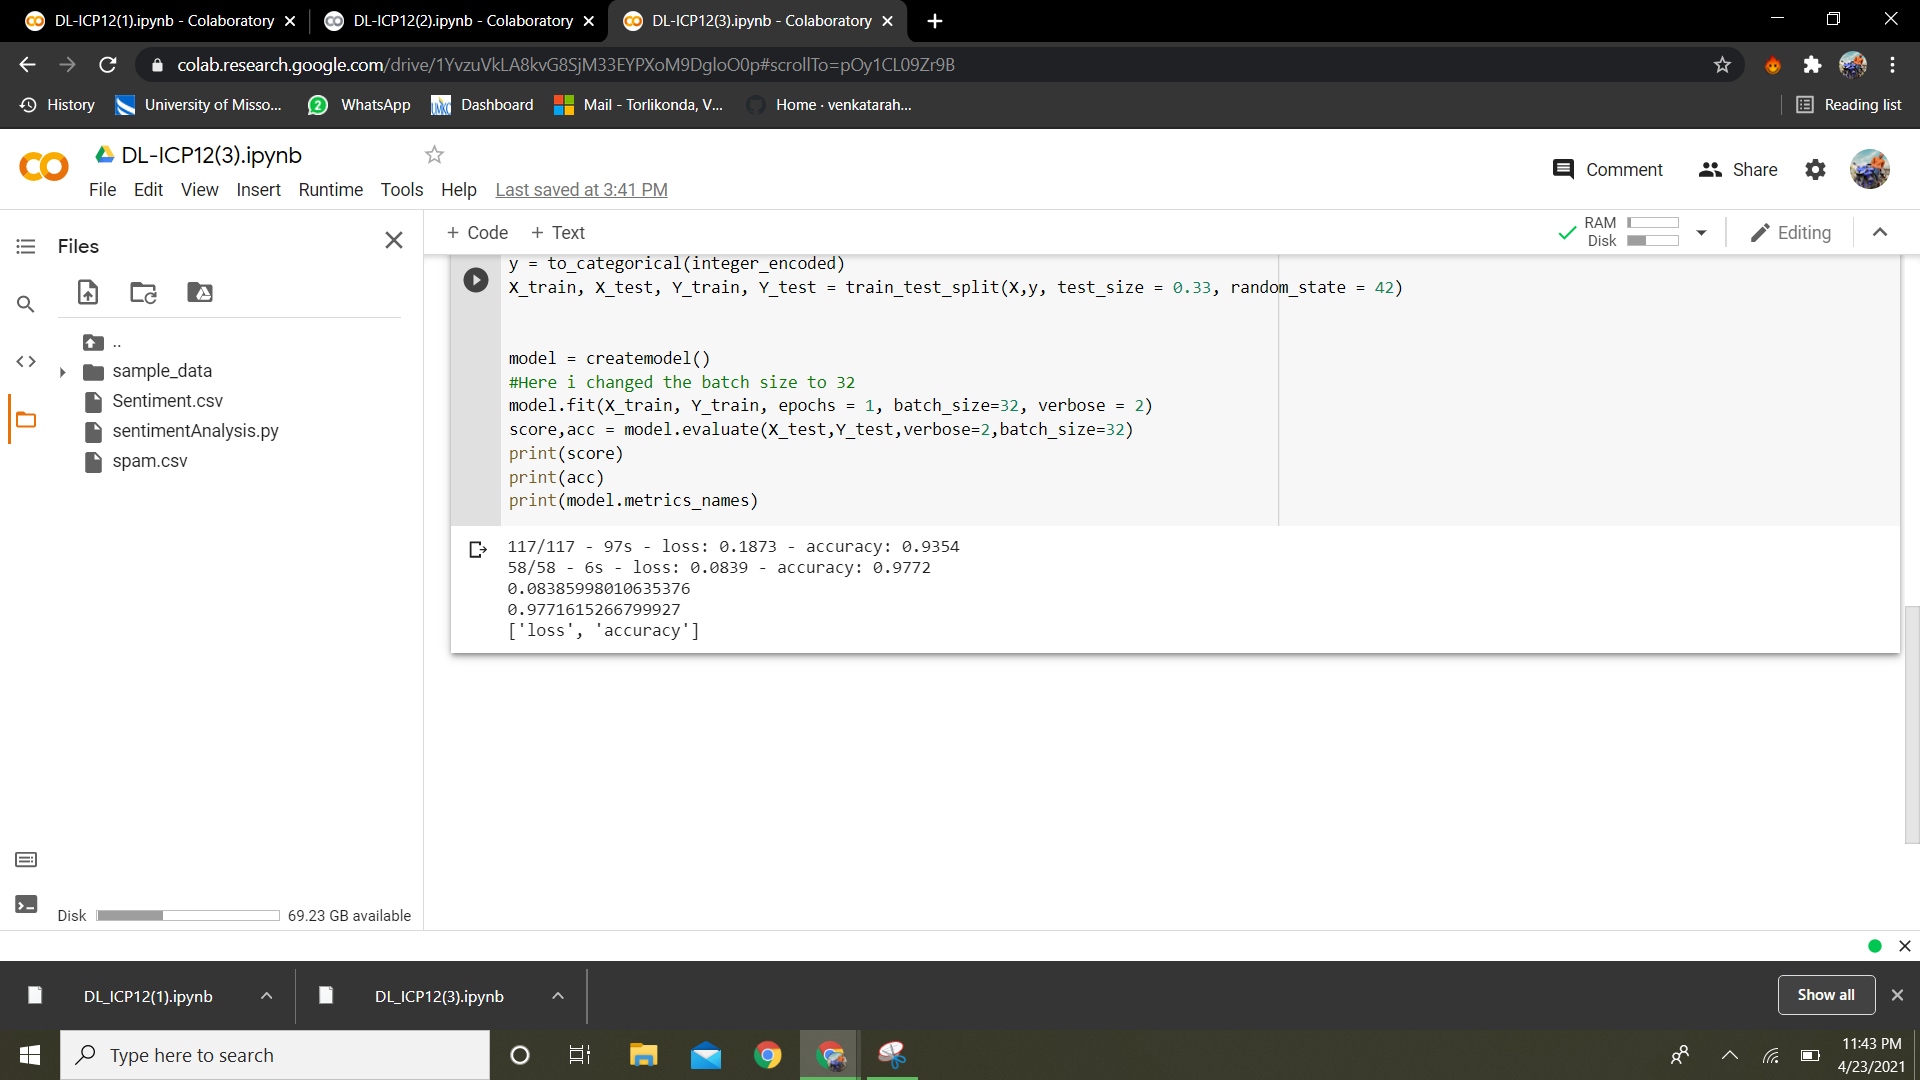 DL-ICP12(1).ipynb - Colaboratory
DL-ICP12(2).ipynb - Colaboratory
DL-ICP12(3).ipynb - Colaboratory
colab.research.google.com/drive/1YvzuVkLA8kvG8SjM33EYPXoM9DgloO0p#scrollTo=pOy1CL09Zr9B
History
University of Misso...
2 WhatsApp
UMKC Dashboard
Mail - Torlikonda, V...
Home · venkatarah...
Reading list
DL-ICP12(3).ipynb
Comment
Share
File Edit View Insert Runtime Tools Help Last saved at 3:41 PM
Files
+ Code + Text
RAM
Disk
Editing
..
sample_data
Sentiment.csv
sentimentAnalysis.py
spam.csv
y = to_categorical(integer_encoded)
X_train, X_test, Y_train, Y_test = train_test_split(X,y, test_size = 0.33, random_state = 42)
model = createmodel()
#Here i changed the batch size to 32
model.fit(X_train, Y_train, epochs = 1, batch_size=32, verbose = 2)
score,acc = model.evaluate(X_test,Y_test,verbose=2,batch_size=32)
print(score)
print(acc)
print(model.metrics_names)
117/117 - 97s - loss: 0.1873 - accuracy: 0.9354
58/58 - 6s - loss: 0.0839 - accuracy: 0.9772
0.08385998010635376
0.9771615266799927
['loss', 'accuracy']
Disk 69.23 GB available
DL_ICP12(1).ipynb
DL_ICP12(3).ipynb
Show all
Type here to search
11:43 PM
4/23/2021